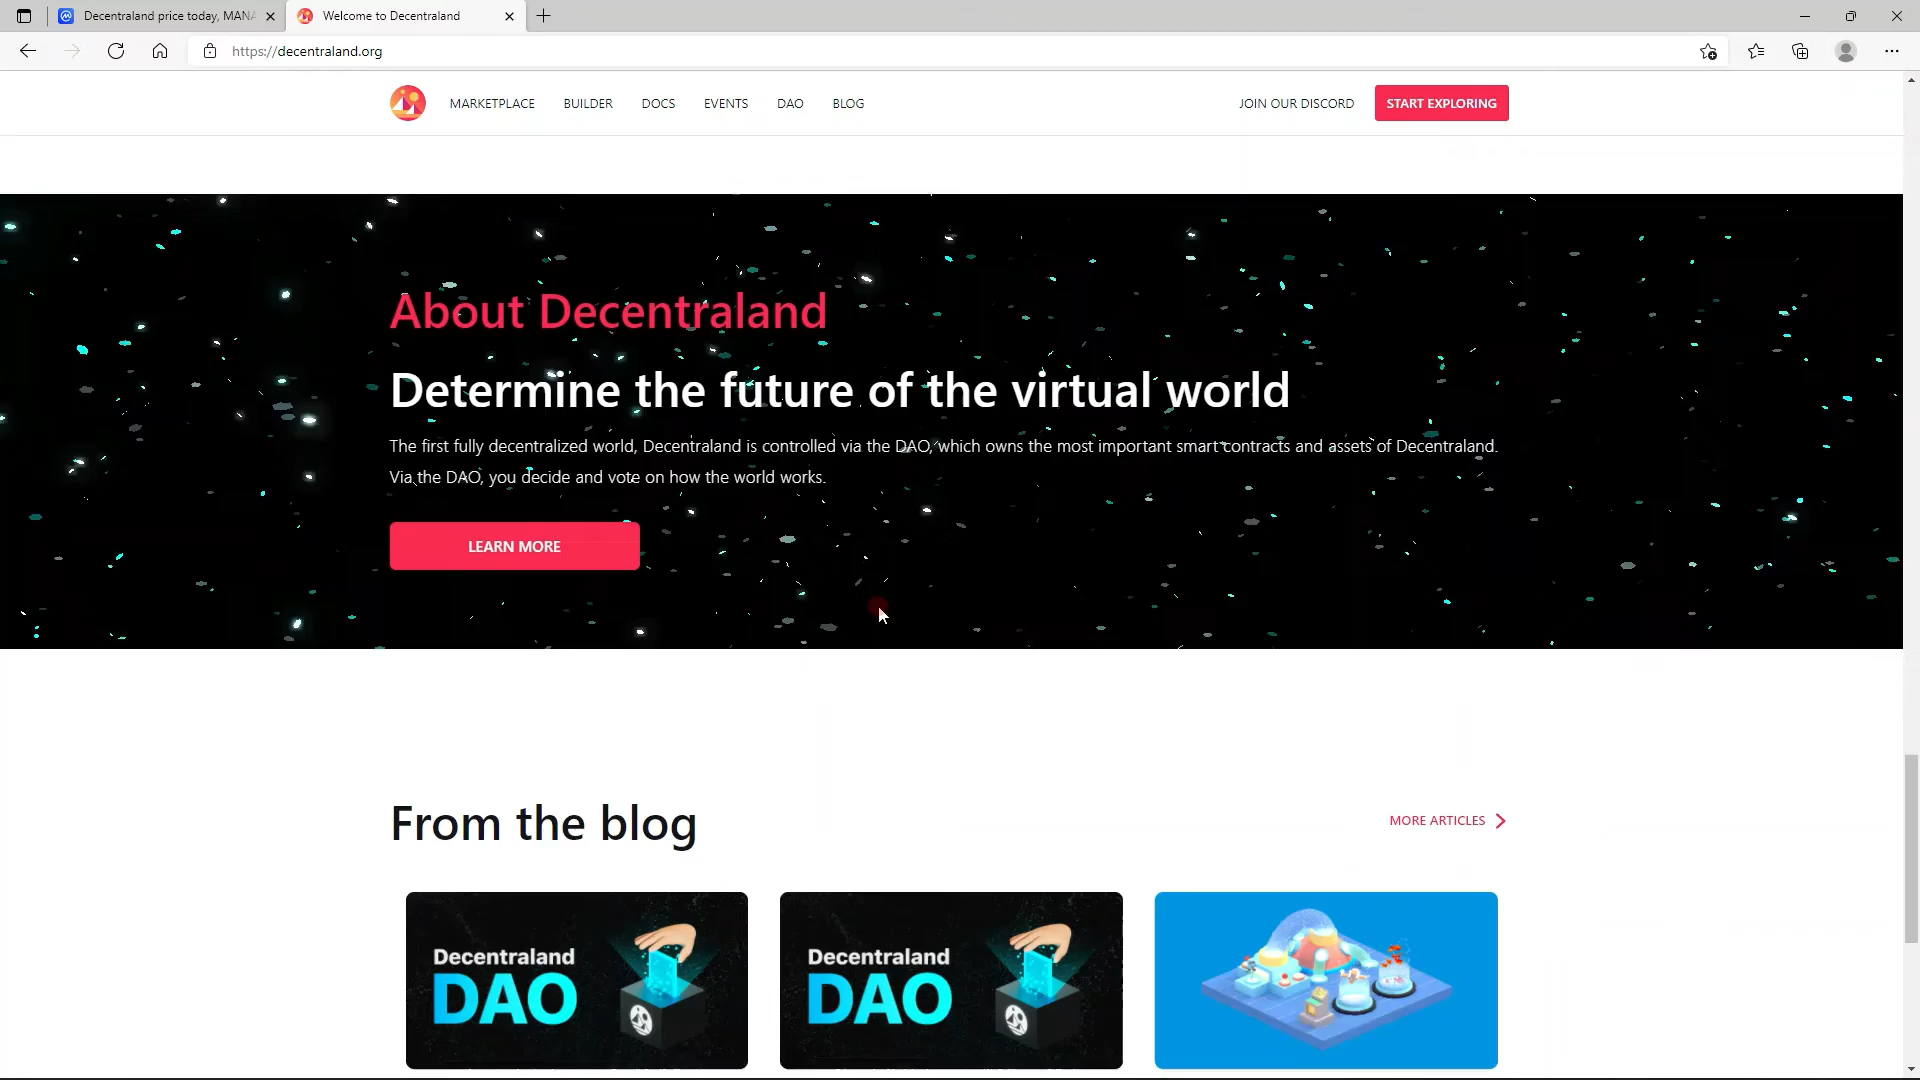 Decentraland price today, MANA
Welcome to Decentraland
https://decentraland.org
MARKETPLACE
BUILDER
DOCS
EVENTS
DAO
BLOG
JOIN OUR DISCORD
START EXPLORING
About Decentraland
Determine the future of the virtual world
The first fully decentralized world, Decentraland is controlled via the DAO, which owns the most important smart contracts and assets of Decentraland.
Via the DAO, you decide and vote on how the world works.
LEARN MORE
From the blog
MORE ARTICLES
Decentraland
DAO
Decentraland
DAO